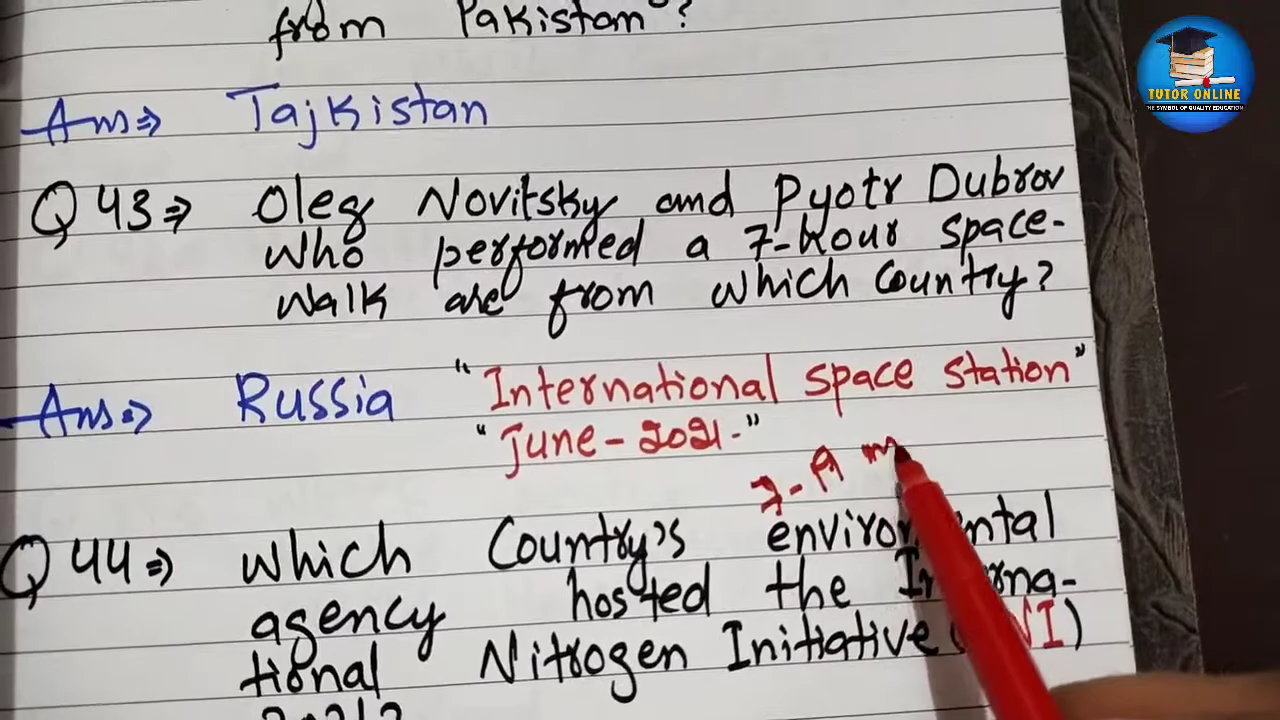 from Pakistan"?
Ans⇒ Tajkistan
Q 43⇒ Oleg Novitsky and Pyotr Dubrov
who performed a 7-hour space-
walk are from which country?
Ans⇒ Russia "International space station"
"June-2021-"
7-A m
Q 44⇒ which Country's
agency hosted the
tional Nitrogen Initiative NI)
TUTOR ONLINE
THE SYMBOL OF QUALITY EDUCATION